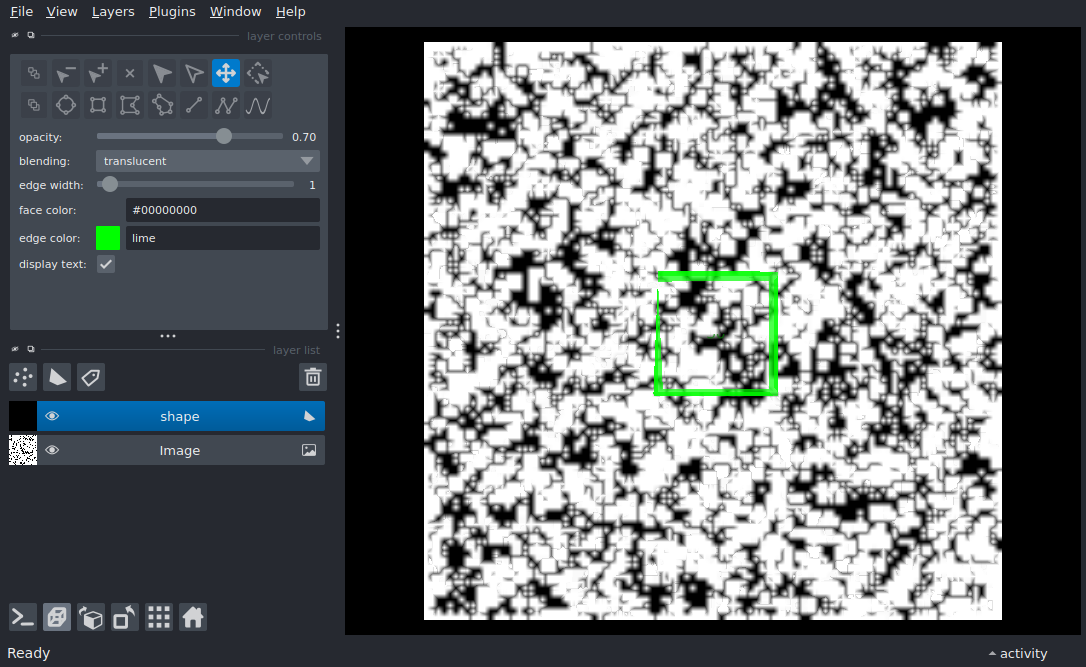 File View Layers Plugins Window Help
layer controls
opacity: 0.70
blending: translucent
edge width: 1
face color: #00000000
edge color: lime
display text:
layer list
shape
Image
Ready
activity